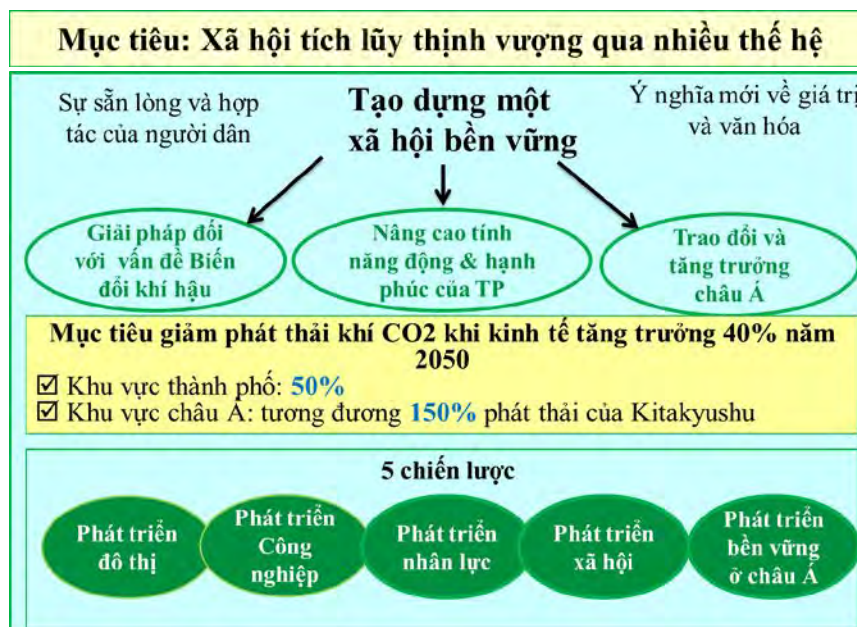 Mục tiêu: Xã hội tích lũy thịnh vượng qua nhiều thế hệ
Sự sẵn lòng và hợp
tác của người dân
Tạo dựng một
xã hội bền vững
Ý nghĩa mới về giá trị
và văn hóa
Giải pháp đối
với vấn đề Biến
đổi khí hậu
Nâng cao tính
năng động & hạnh
phúc của TP
Trao đổi và
tăng trưởng
châu Á
Mục tiêu giảm phát thải khí CO2 khi kinh tế tăng trưởng 40% năm
2050
☑ Khu vực thành phố: 50%
☑ Khu vực châu Á: tương đương 150% phát thải của Kitakyushu
5 chiến lược
Phát triển
đô thị
Phát triển
Công
nghiệp
Phát triển
nhân lực
Phát triển
xã hội
Phát triển
bền vững
ở châu Á